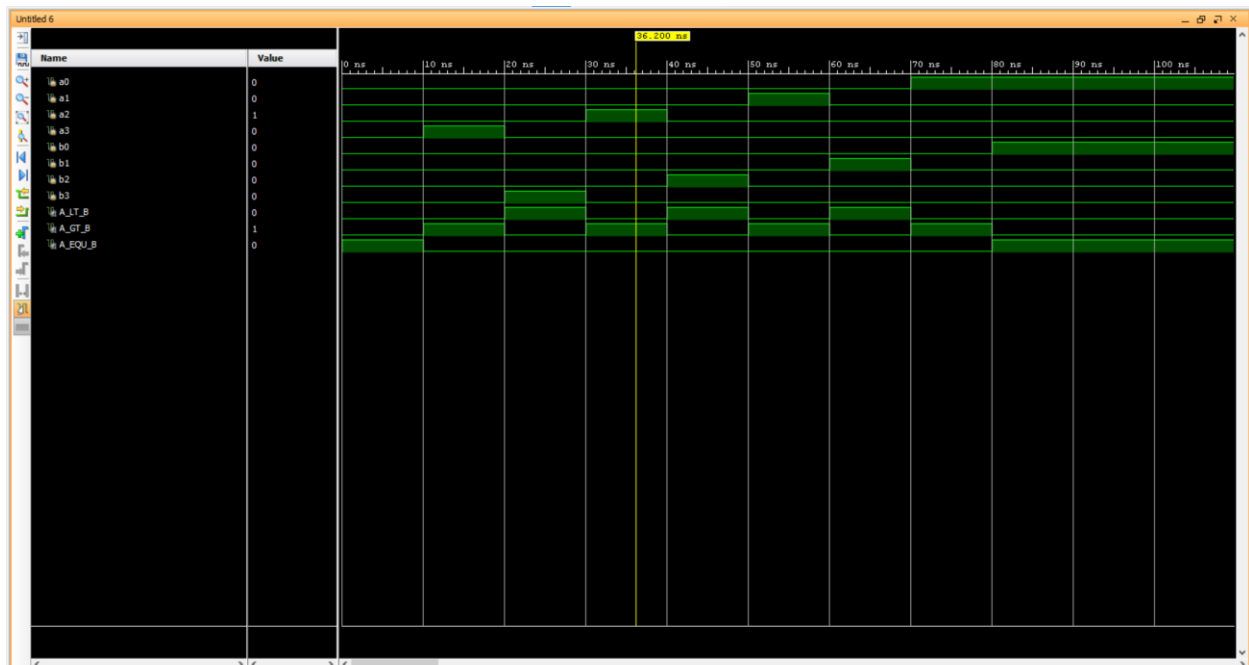 Untitled 6
36.200 ns
Name Value
0 ns 10 ns 20 ns 30 ns 40 ns 50 ns 60 ns 70 ns 80 ns 90 ns 100 ns
a0 0
a1 0
a2 1
a3 0
b0 0
b1 0
b2 0
b3 0
A_LT_B 0
A_GT_B 1
A_EQU_B 0